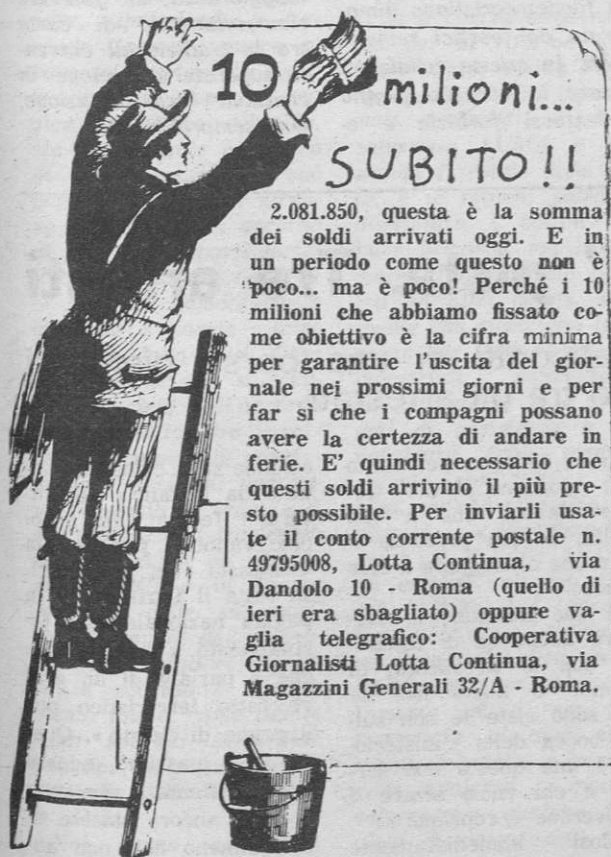 10 milioni...
SUBITO!!
2.081.850, questa è la somma
dei soldi arrivati oggi. E in
un periodo come questo non è
poco... ma è poco! Perché i 10
milioni che abbiamo fissato co-
me obiettivo è la cifra minima
per garantire l'uscita del gior-
nale nei prossimi giorni e per
far sì che i compagni possano
avere la certezza di andare in
ferie. E' quindi necessario che
questi soldi arrivino il più pre-
sto possibile. Per inviarli usa-
te il conto corrente postale n.
49795008, Lotta Continua, via
Dandolo 10 - Roma (quello di
ieri era sbagliato) oppure va-
glia telegrafico: Cooperativa
Giornalisti Lotta Continua, via
Magazzini Generali 32/A - Roma.